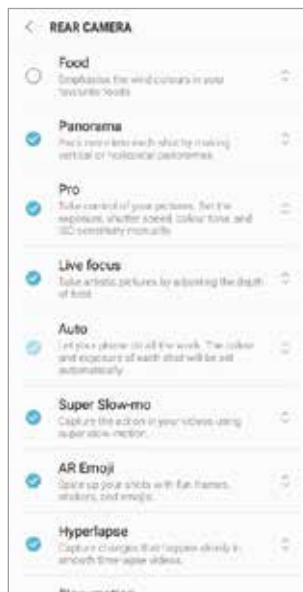 REAR CAMERA
Food
Emphasise the vivid colours in your
favourite foods.
Panorama
Pack more into each shot by making
vertical or horizontal panoramas.
Pro
Take control of your pictures. Set the
exposure, shutter speed, colour tone, and
ISO sensitivity manually.
Live focus
Take artistic pictures by adjusting the depth
of field.
Auto
Let your phone do all the work. The colour
and exposure of each shot will be set
automatically.
Super Slow-mo
Capture the action in your videos using
super slow motion.
AR Emoji
Spice up your shots with fun frames,
stickers, and emojis.
Hyperlapse
Capture changes that happen slowly in
smooth time-lapse videos.